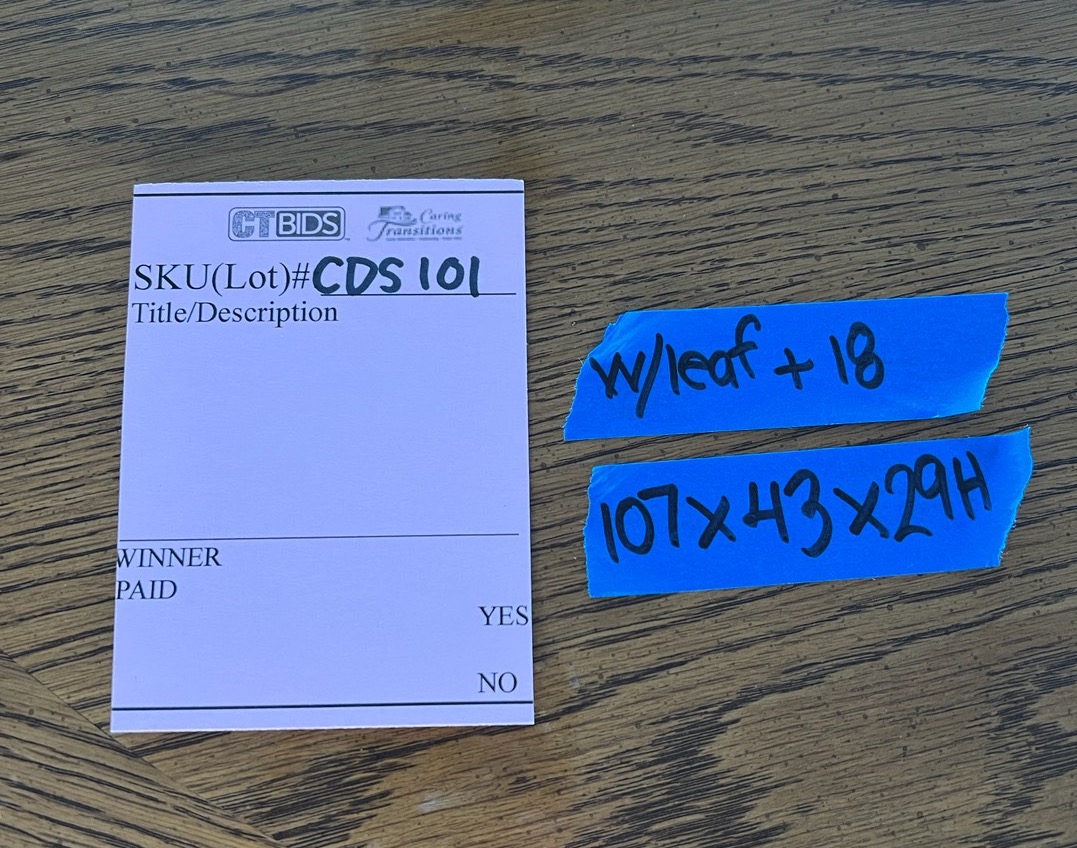 CTBIDS
Caring
Transitions
SKU(Lot)#CDS 101
Title/Description
WINNER
PAID
YES
NO
w/leaf + 18
107x43x29H